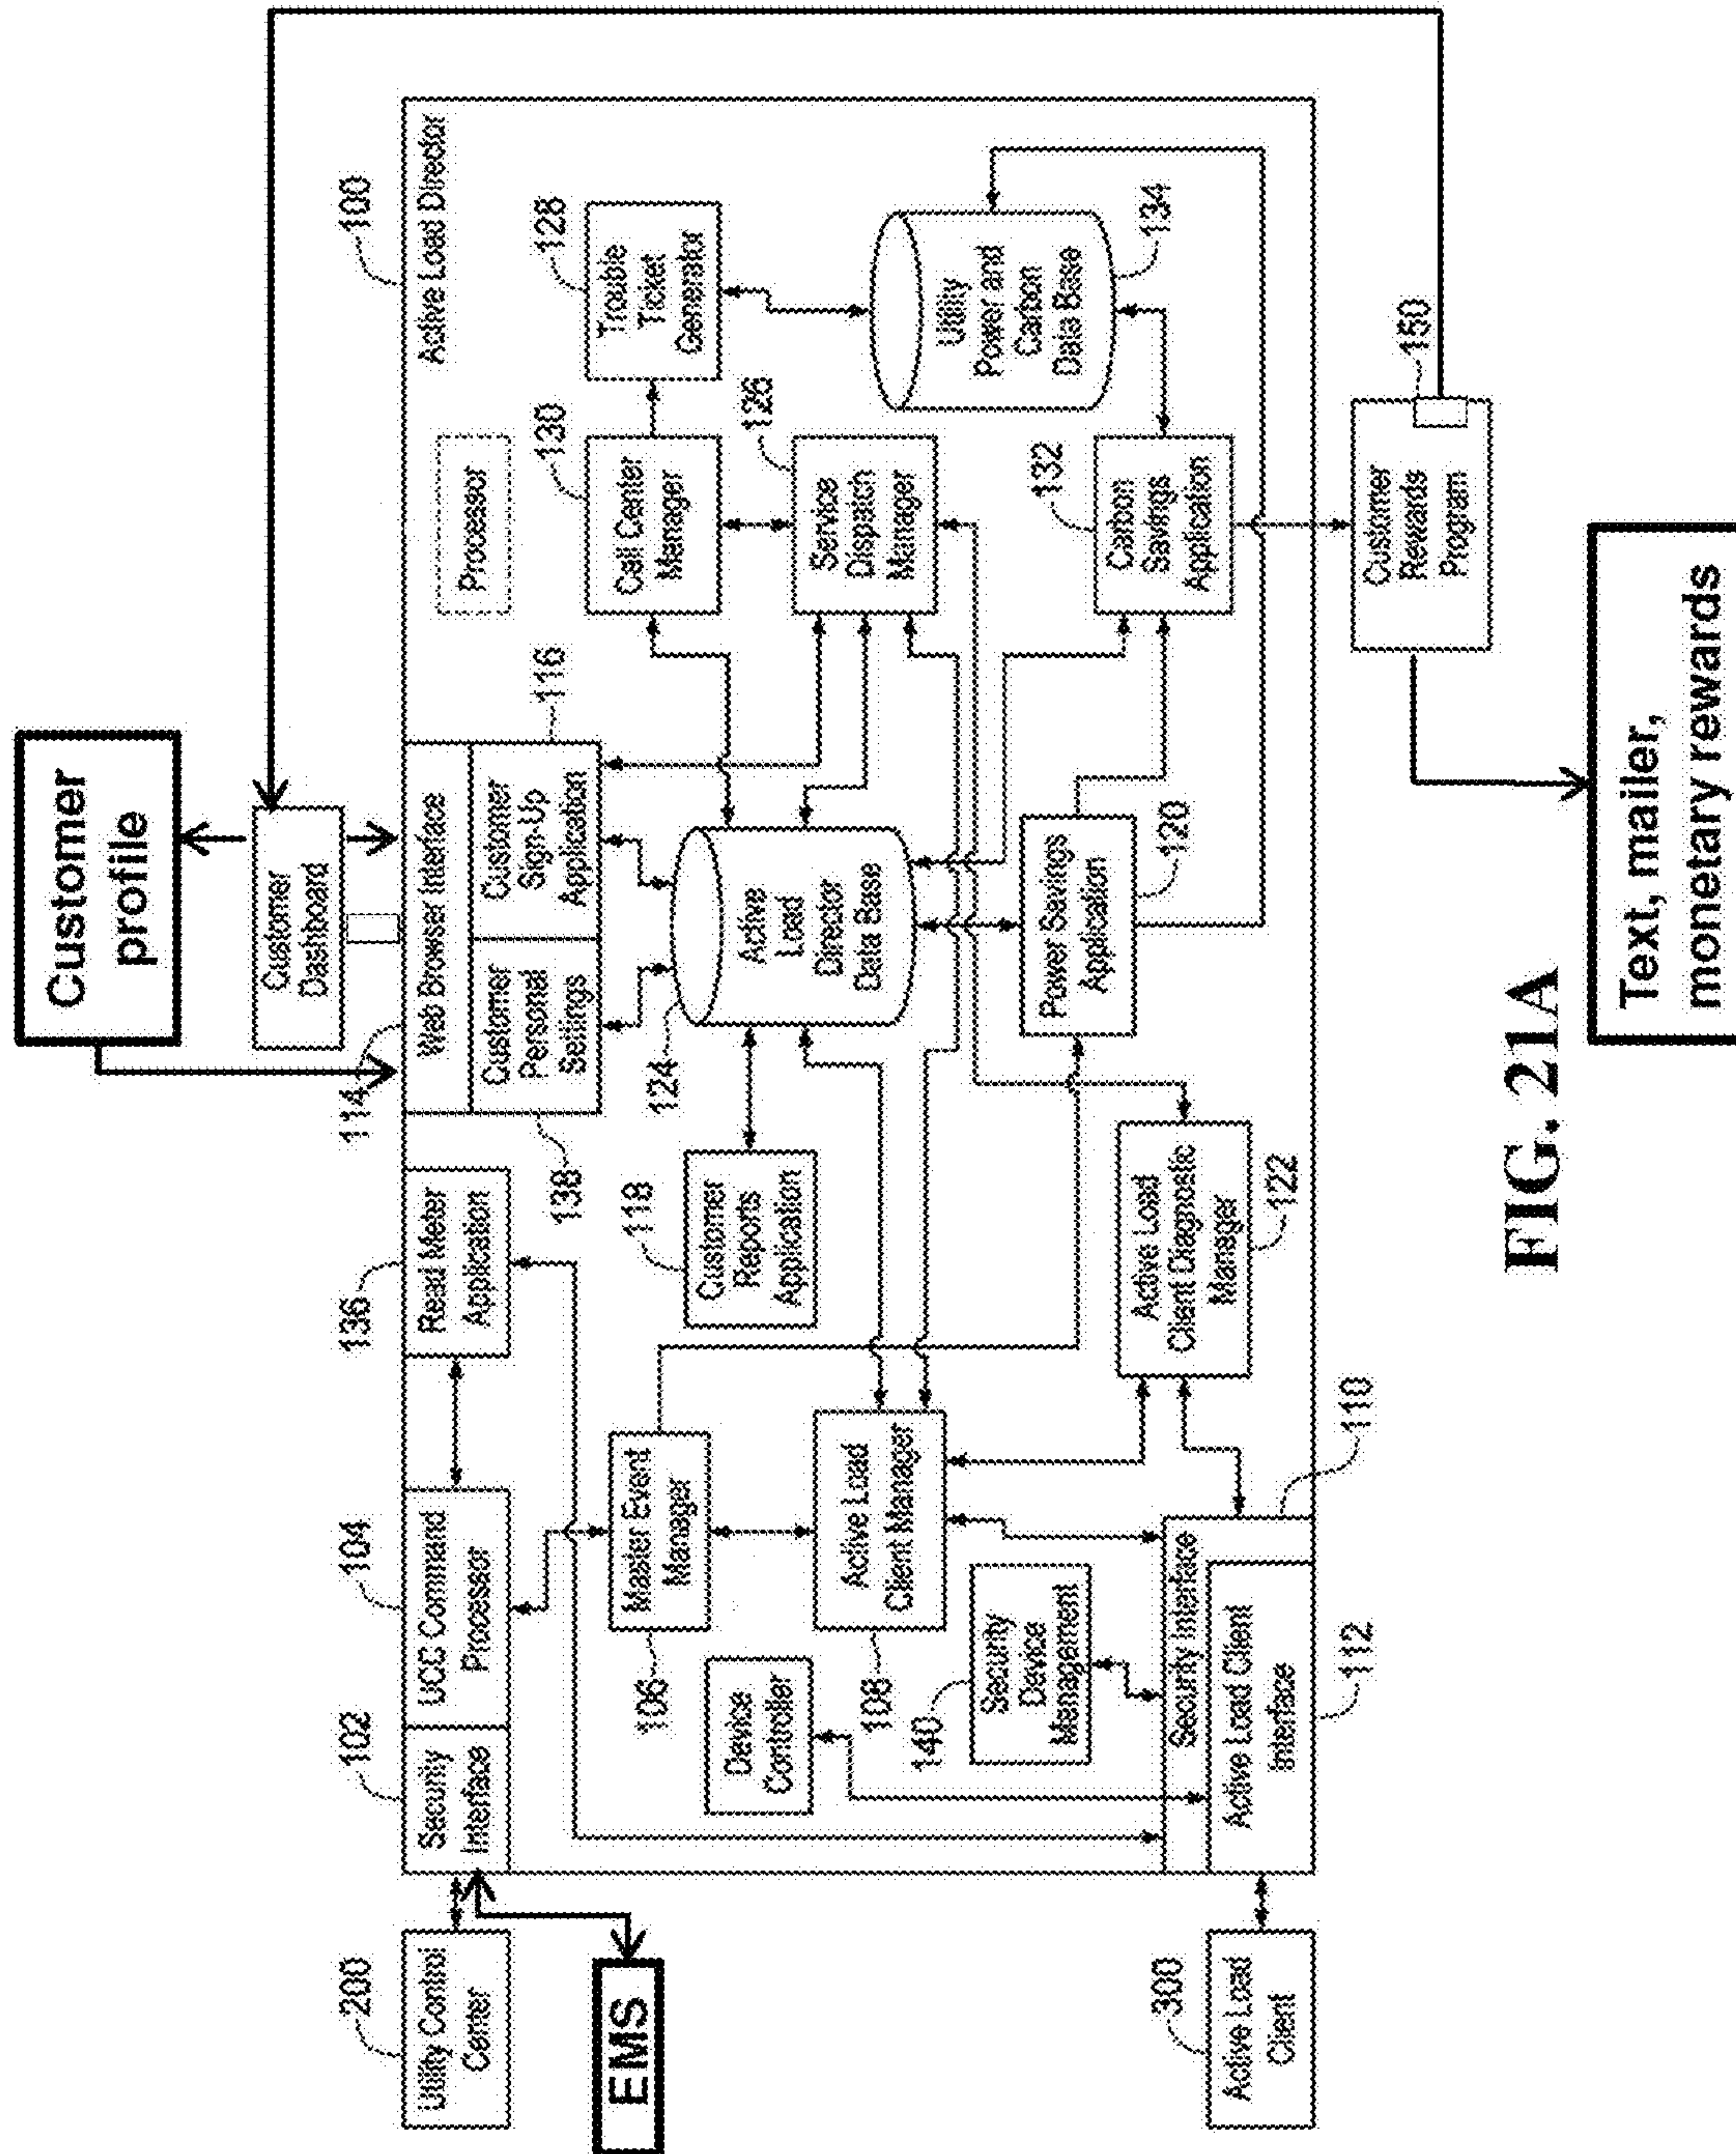 Customer
profile
Customer
Dashboard
100
Active Load Director
200
Utility Control
Center
EMS
102
Security
Interface
104
UCC Command
Processor
136
Read Meter
Application
114
Web Browser Interface
Customer
Personal
Settings
138
Customer
Sign-Up
Application
116
Processor
130
Call Center
Manager
128
Trouble
Ticket
Generator
Master Event
Manager
106
Device
Controller
118
Customer
Reports
Application
124
Active
Load
Director
Data Base
126
Service
Dispatch
Manager
Utility
Power and
Carbon
Data Base
134
Active Load
Client Manager
108
140
Security
Device
Management
Power Savings
Application
120
132
Carbon
Savings
Application
Active Load
Client Diagnostic
Manager
122
Security Interface
110
300
Active Load
Client
Active Load Client
Interface
112
Customer
Rewards
Program
150
FIG. 21A
Text, mailer,
monetary rewards